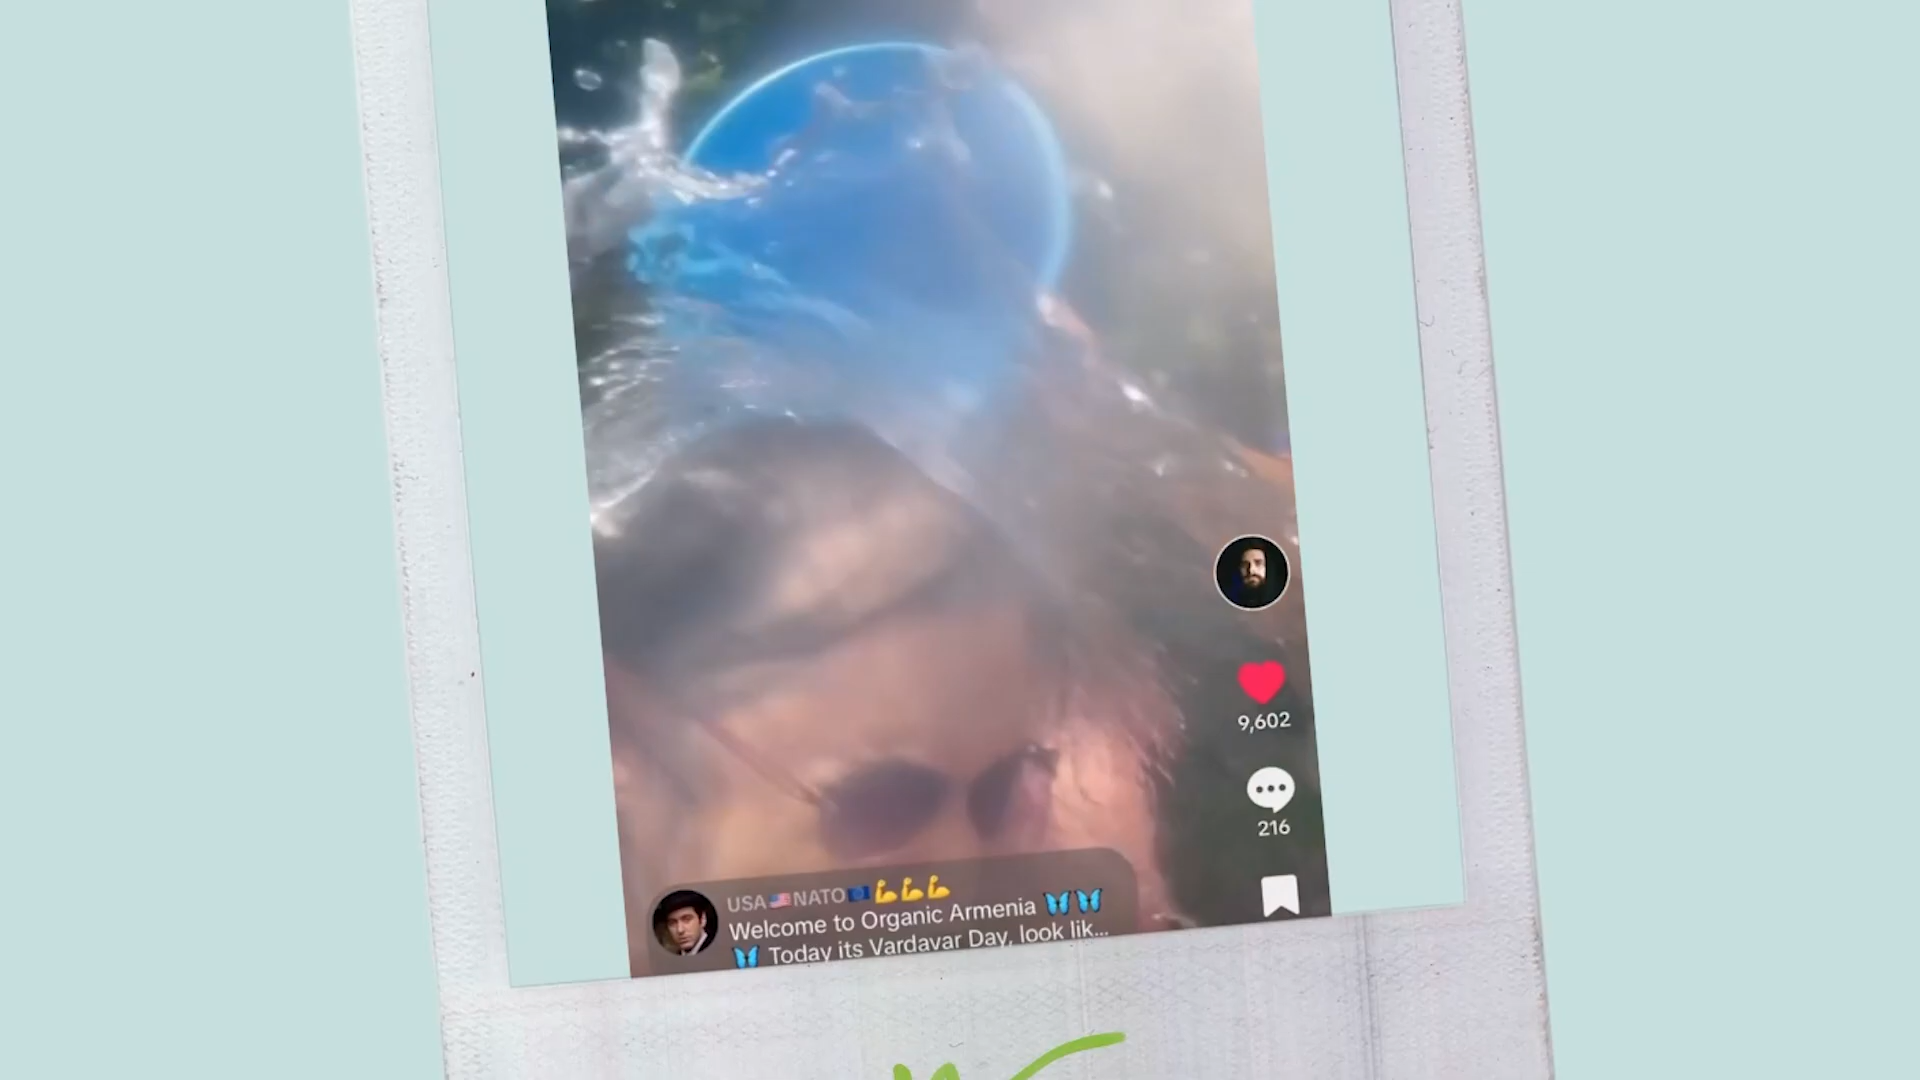 9,602
216
USA🇺🇸NATO🇪🇺💪💪💪
Welcome to Organic Armenia 🦋🦋
🦋 Today its Vardavar Day, look lik...